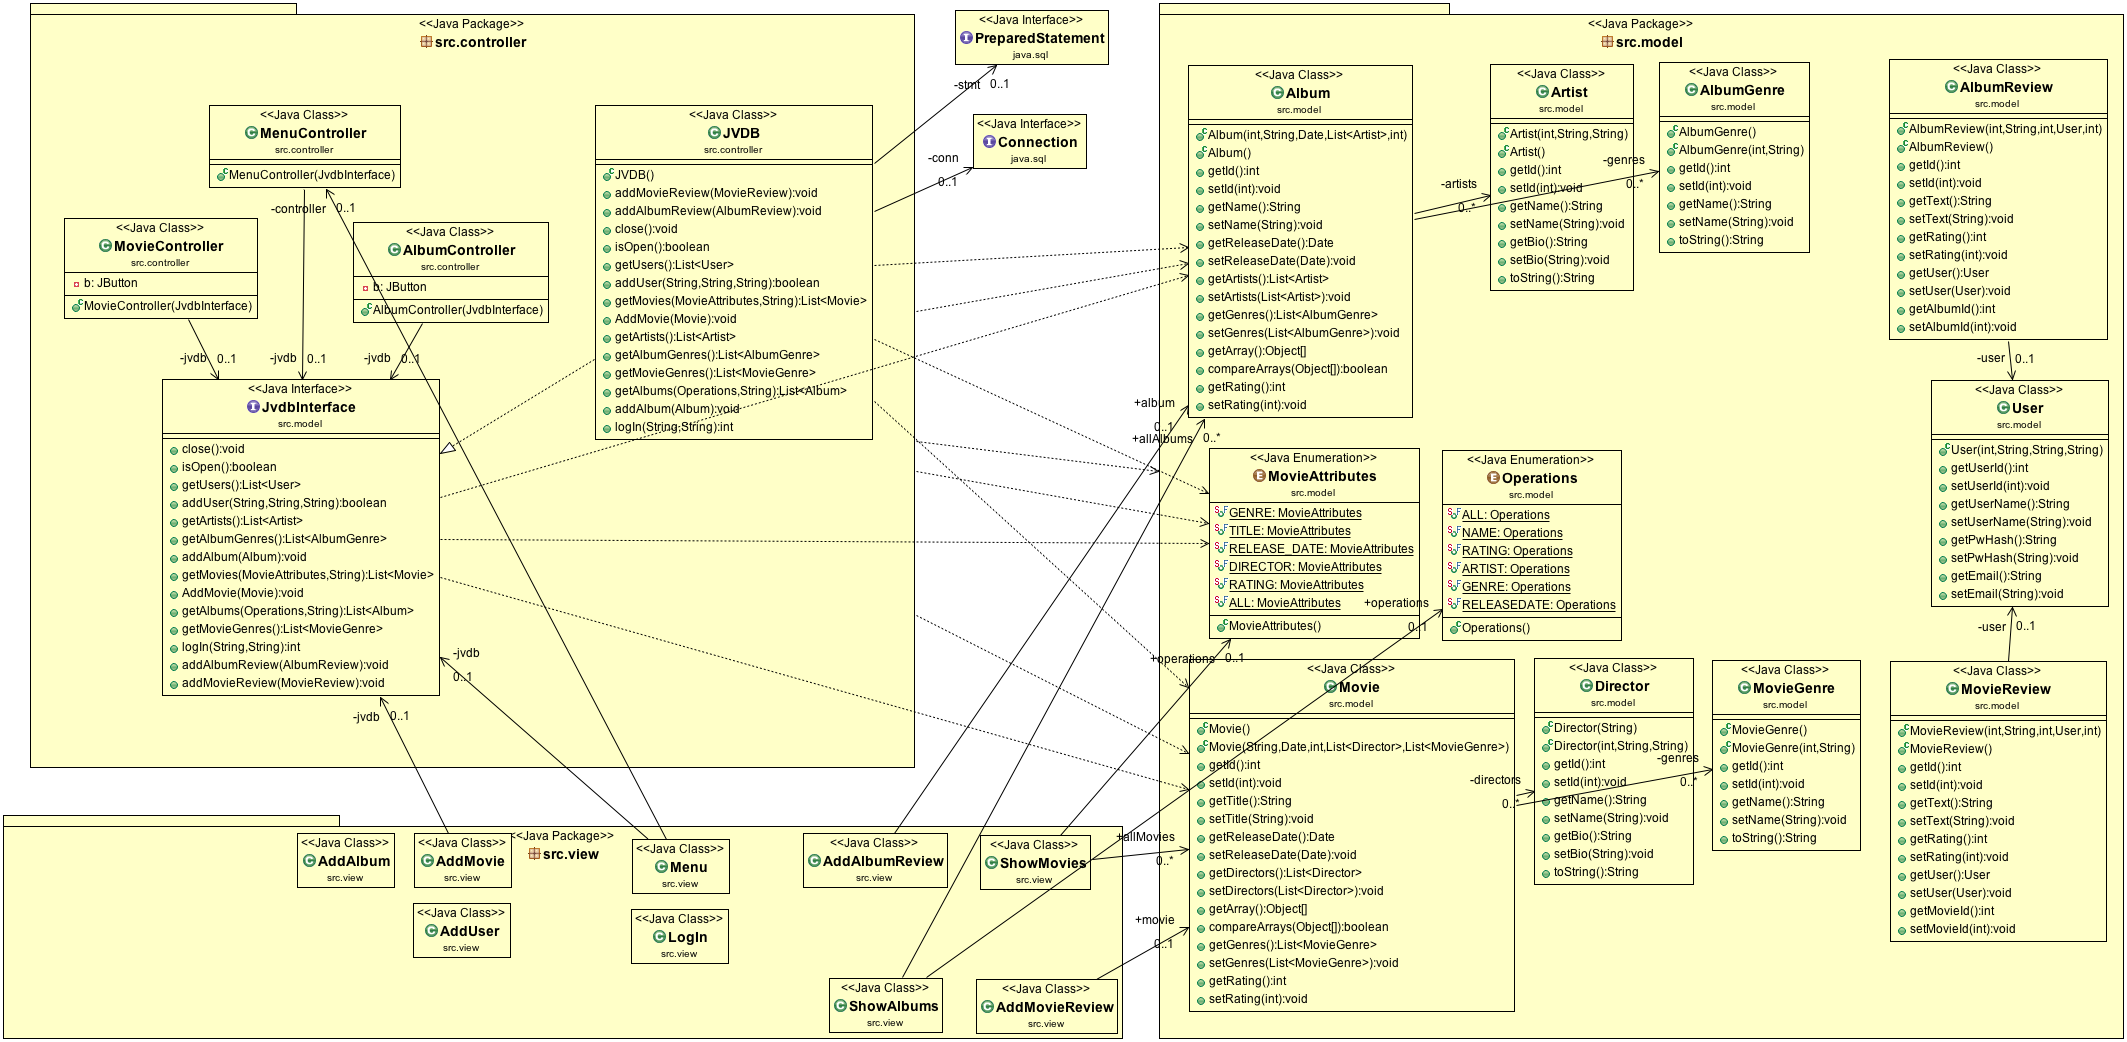 <<Java Package>>
src.controller
<<Java Class>>
MenuController
src.controller
MenuController(JvdbInterface)
-controller
0..1
<<Java Class>>
MovieController
src.controller
b: JButton
MovieController(JvdbInterface)
<<Java Class>>
AlbumController
src.controller
b: JButton
AlbumController(JvdbInterface)
-jvdb
0..1
-jvdb
0..1
-jvdb
0..1
<<Java Interface>>
JvdbInterface
src.model
close():void
isOpen():boolean
getUsers():List<User>
addUser(String,String,String):boolean
getArtists():List<Artist>
getAlbumGenres():List<AlbumGenre>
addAlbum(Album):void
getMovies(MovieAttributes,String):List<Movie>
AddMovie(Movie):void
getAlbums(Operations,String):List<Album>
getMovieGenres():List<MovieGenre>
logIn(String,String):int
addAlbumReview(AlbumReview):void
addMovieReview(MovieReview):void
-jvdb
0..1
-jvdb
0..1
<<Java Class>>
JVDB
src.controller
JVDB()
addMovieReview(MovieReview):void
addAlbumReview(AlbumReview):void
close():void
isOpen():boolean
getUsers():List<User>
addUser(String,String,String):boolean
getMovies(MovieAttributes,String):List<Movie>
AddMovie(Movie):void
getArtists():List<Artist>
getAlbumGenres():List<AlbumGenre>
getMovieGenres():List<MovieGenre>
getAlbums(Operations,String):List<Album>
addAlbum(Album):void
logIn(String,String):int
<<Java Interface>>
PreparedStatement
java.sql
-stmt
0..1
<<Java Interface>>
Connection
java.sql
-conn
0..1
<<Java Package>>
src.model
<<Java Class>>
Album
src.model
Album(int,String,Date,List<Artist>,int)
Album()
getId():int
setId(int):void
getName():String
setName(String):void
getReleaseDate():Date
setReleaseDate(Date):void
getArtists():List<Artist>
setArtists(List<Artist>):void
getGenres():List<AlbumGenre>
setGenres(List<AlbumGenre>):void
getArray():Object[]
compareArrays(Object[]):boolean
getRating():int
setRating(int):void
+album
0..1
+allAlbums
0..*
<<Java Class>>
Artist
src.model
Artist(int,String,String)
Artist()
getId():int
setId(int):void
getName():String
setName(String):void
getBio():String
setBio(String):void
toString():String
-artists
0..*
<<Java Class>>
AlbumGenre
src.model
AlbumGenre()
AlbumGenre(int,String)
getId():int
setId(int):void
getName():String
setName(String):void
toString():String
-genres
0..*
<<Java Class>>
AlbumReview
src.model
AlbumReview(int,String,int,User,int)
AlbumReview()
getId():int
setId(int):void
getText():String
setText(String):void
getRating():int
setRating(int):void
getUser():User
setUser(User):void
getAlbumId():int
setAlbumId(int):void
-user
0..1
<<Java Class>>
User
src.model
User(int,String,String,String)
getUserId():int
setUserId(int):void
getUserName():String
setUserName(String):void
getPwHash():String
setPwHash(String):void
getEmail():String
setEmail(String):void
-user
0..1
<<Java Enumeration>>
MovieAttributes
src.model
GENRE: MovieAttributes
TITLE: MovieAttributes
RELEASE_DATE: MovieAttributes
DIRECTOR: MovieAttributes
RATING: MovieAttributes
ALL: MovieAttributes
MovieAttributes()
+operations
0..1
<<Java Enumeration>>
Operations
src.model
ALL: Operations
NAME: Operations
RATING: Operations
ARTIST: Operations
GENRE: Operations
RELEASEDATE: Operations
Operations()
+operations
0..1
<<Java Class>>
Movie
src.model
Movie()
Movie(String,Date,int,List<Director>,List<MovieGenre>)
getId():int
setId(int):void
getTitle():String
setTitle(String):void
getReleaseDate():Date
setReleaseDate(Date):void
getDirectors():List<Director>
setDirectors(List<Director>):void
getArray():Object[]
compareArrays(Object[]):boolean
getGenres():List<MovieGenre>
setGenres(List<MovieGenre>):void
getRating():int
setRating(int):void
+allMovies
0..*
+movie
0..1
<<Java Class>>
Director
src.model
Director(String)
Director(int,String,String)
getId():int
setId(int):void
getName():String
setName(String):void
getBio():String
setBio(String):void
toString():String
-directors
0..*
<<Java Class>>
MovieGenre
src.model
MovieGenre()
MovieGenre(int,String)
getId():int
setId(int):void
getName():String
setName(String):void
toString():String
-genres
0..*
<<Java Class>>
MovieReview
src.model
MovieReview(int,String,int,User,int)
MovieReview()
getId():int
setId(int):void
getText():String
setText(String):void
getRating():int
setRating(int):void
getUser():User
setUser(User):void
getMovieId():int
setMovieId(int):void
<<Java Package>>
src.view
<<Java Class>>
AddAlbum
src.view
<<Java Class>>
AddMovie
src.view
<<Java Class>>
Menu
src.view
<<Java Class>>
AddAlbumReview
src.view
<<Java Class>>
ShowMovies
src.view
<<Java Class>>
AddUser
src.view
<<Java Class>>
LogIn
src.view
<<Java Class>>
ShowAlbums
src.view
<<Java Class>>
AddMovieReview
src.view